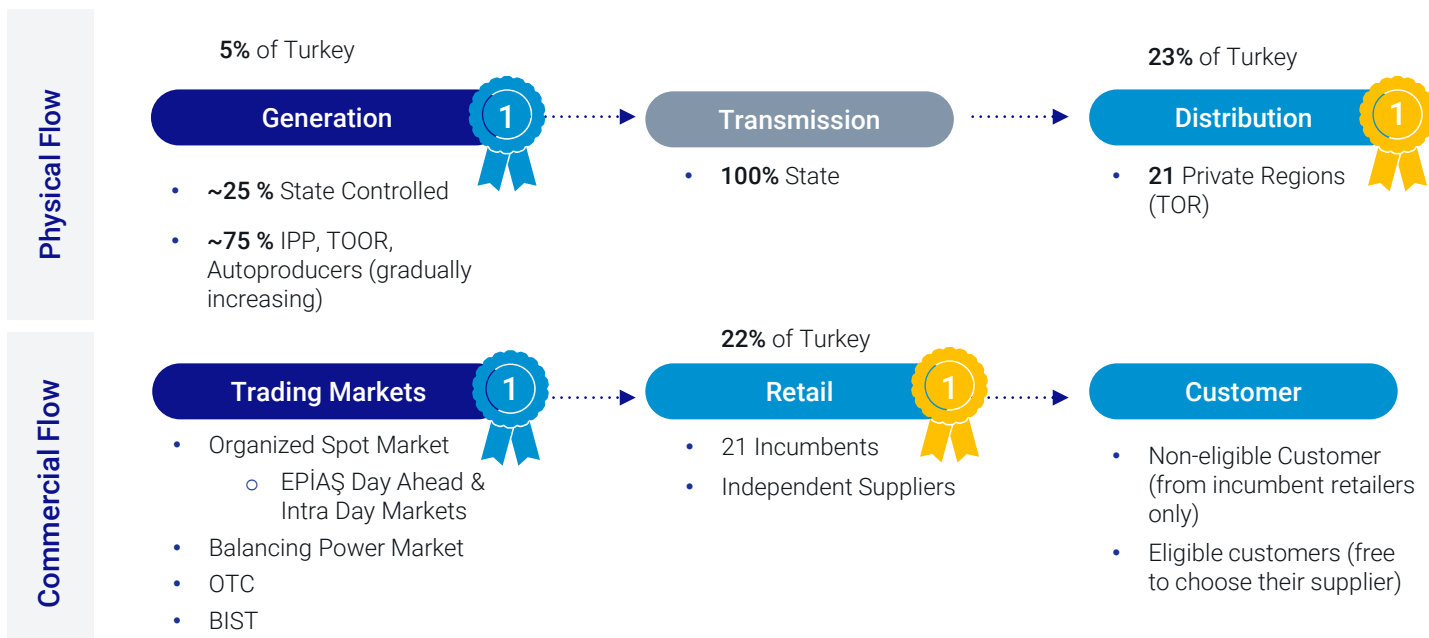 Physical Flow
5% of Turkey
Generation
1
• ~25 % State Controlled
• ~75 % IPP, TOOR,
Autoproducers (gradually
increasing)
Transmission
• 100% State
23% of Turkey
Distribution
1
• 21 Private Regions
(TOR)
Commercial Flow
Trading Markets
1
• Organized Spot Market
o EPİAŞ Day Ahead &
Intra Day Markets
• Balancing Power Market
• OTC
• BIST
22% of Turkey
Retail
1
• 21 Incumbents
• Independent Suppliers
Customer
• Non-eligible Customer
(from incumbent retailers
only)
• Eligible customers (free
to choose their supplier)